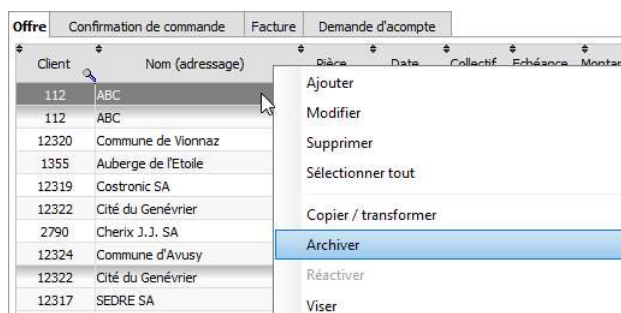 Offre Confirmation de commande Facture Demande d'acompte
Client Nom (adressage) Pièce Date Collectif Echéance Montan
112 ABC
112 ABC
12320 Commune de Vionnaz
1355 Auberge de l'Etoile
12319 Costronic SA
12322 Cité du Genévrier
2790 Cherix J.J. SA
12324 Commune d'Avusy
12322 Cité du Genévrier
12317 SEDRE SA
Ajouter
Modifier
Supprimer
Sélectionner tout
Copier / transformer
Archiver
Réactiver
Viser